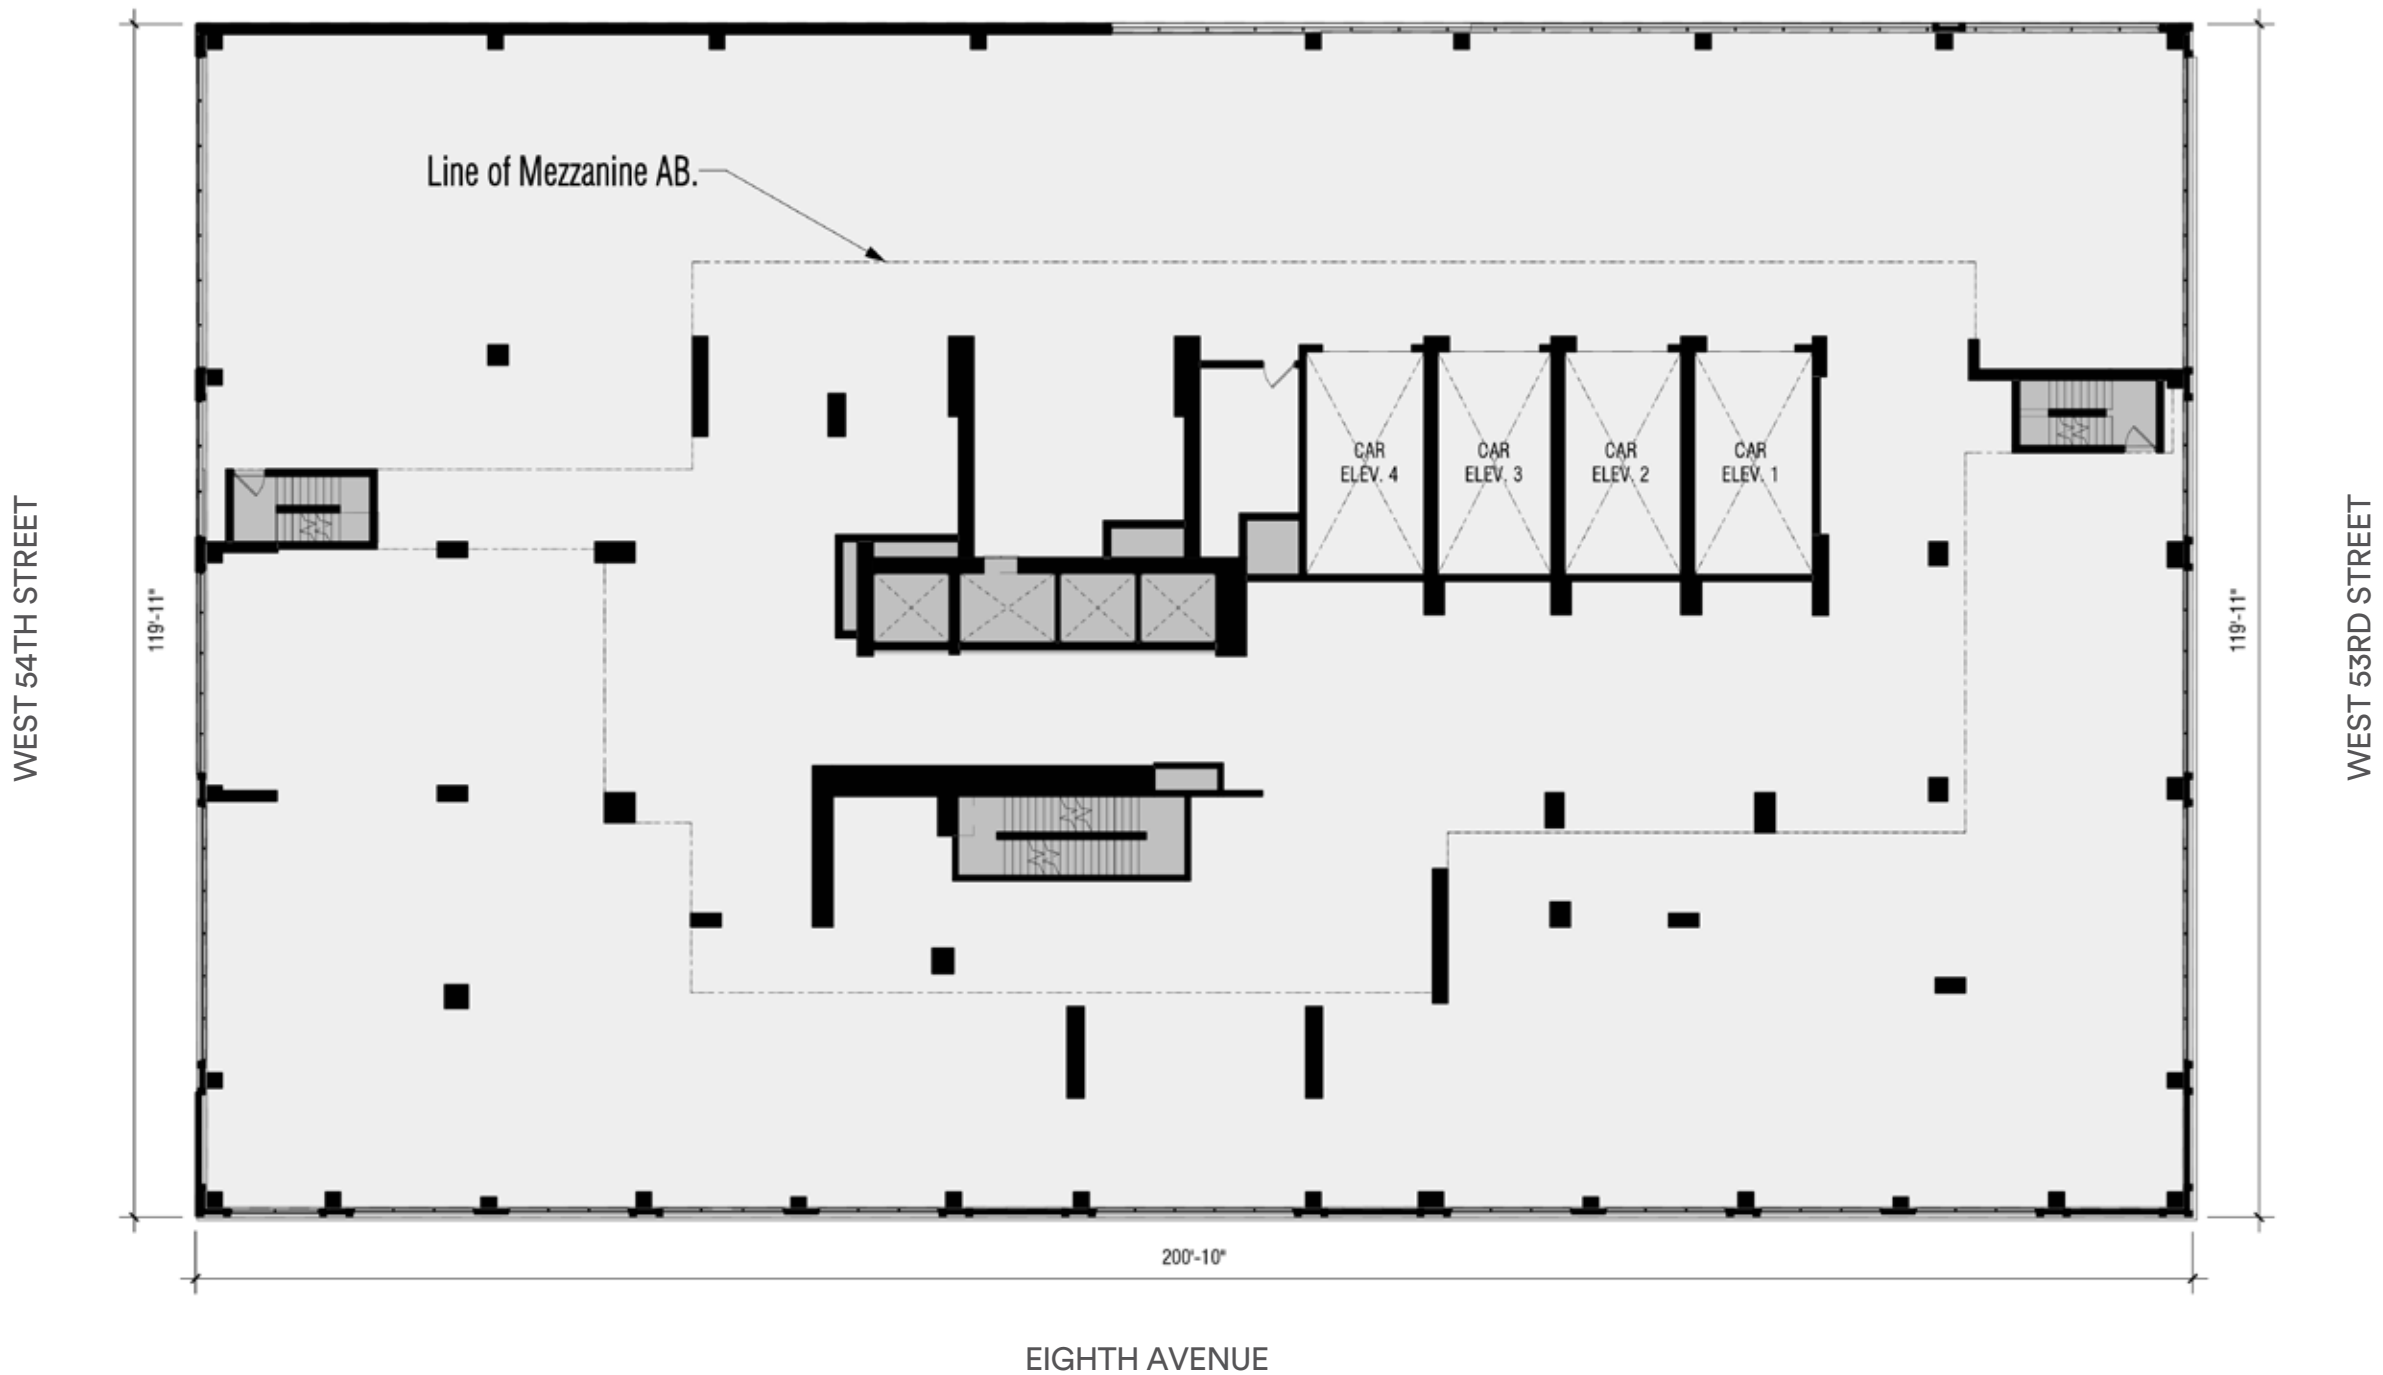 Line of Mezzanine AB.
CAR
ELEV. 4
CAR
ELEV. 3
CAR
ELEV. 2
CAR
ELEV. 1
WEST 54TH STREET
119'-11"
119'-11"
WEST 53RD STREET
200'-10"
EIGHTH AVENUE